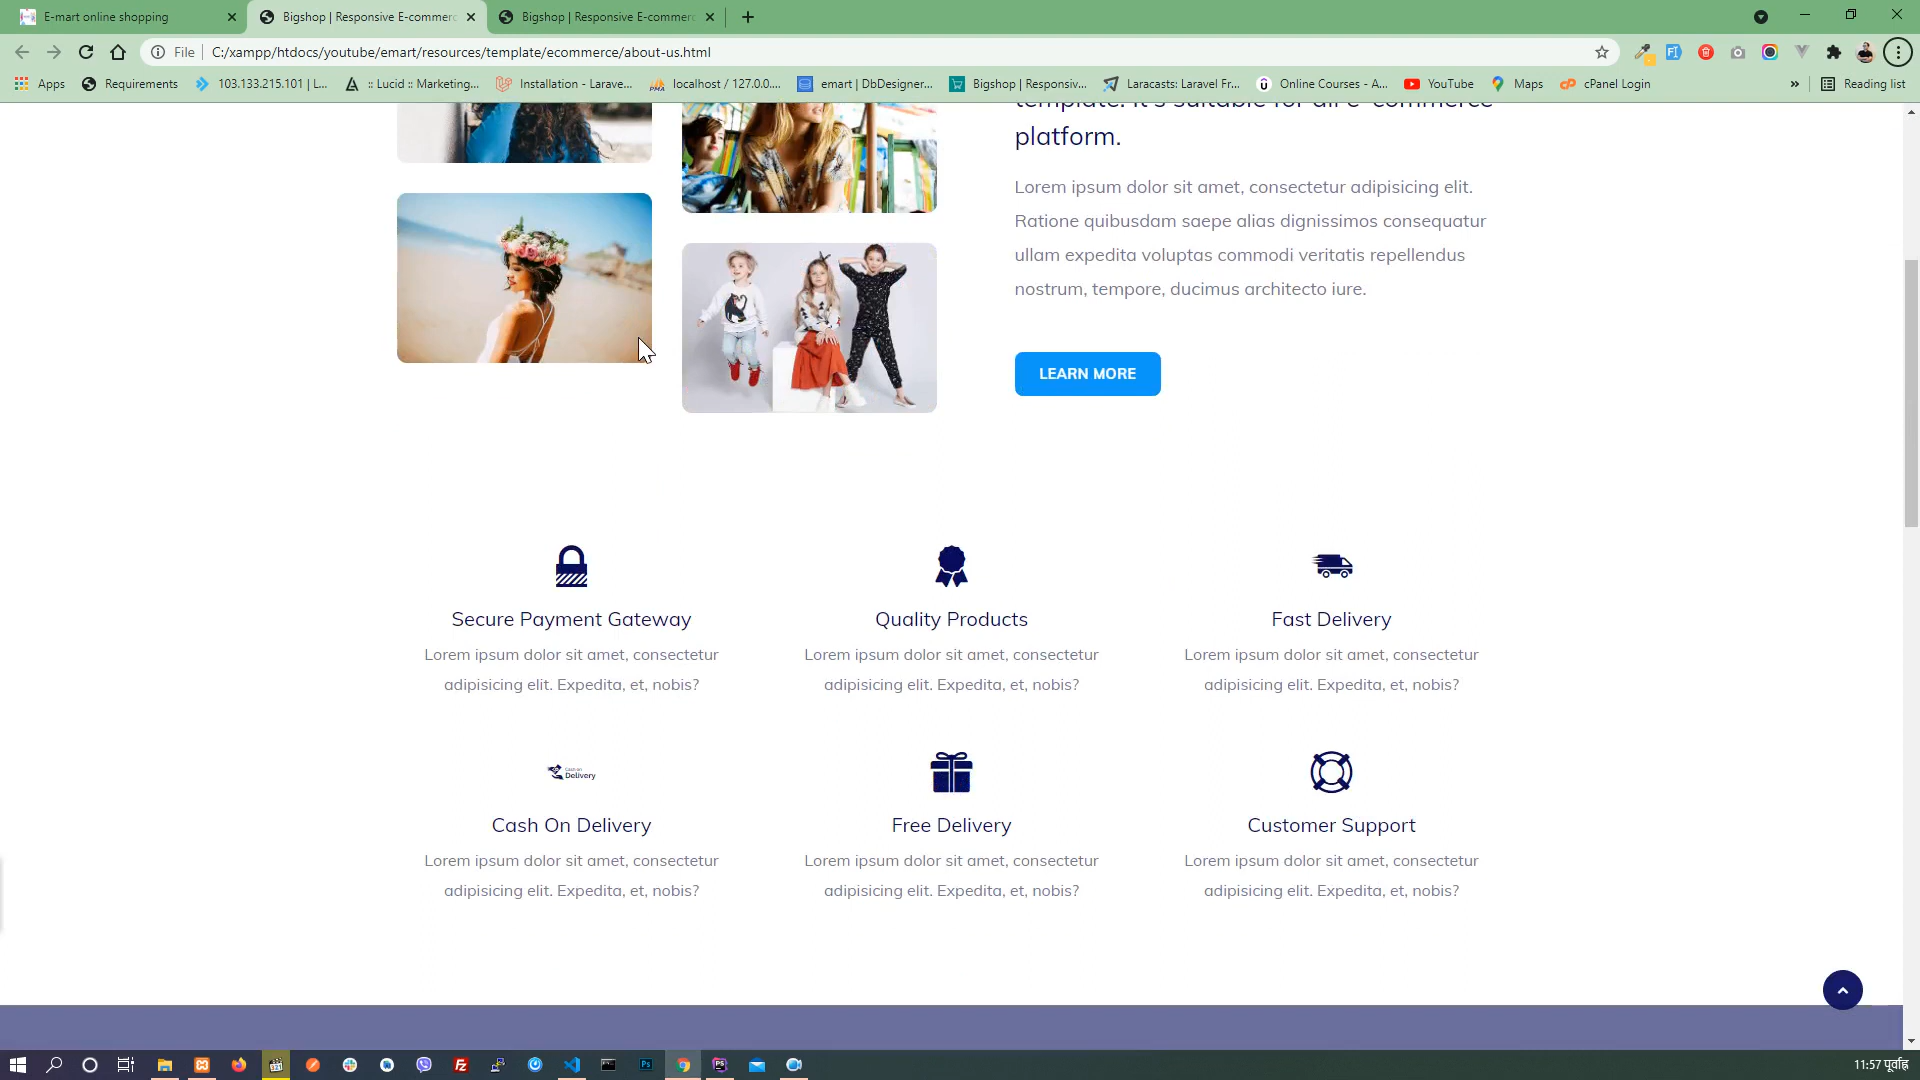 E-mart online shopping
Bigshop | Responsive E-commerc
Bigshop | Responsive E-commerc
File
C:/xampp/htdocs/youtube/emart/resources/template/ecommerce/about-us.html
Apps
Requirements
103.133.215.101 | L...
:: Lucid :: Marketing...
Installation - Larave...
localhost / 127.0.0....
emart | DbDesigner...
Bigshop | Responsiv...
Laracasts: Laravel Fr...
Online Courses - A...
YouTube
Maps
cPanel Login
»
Reading list
template. It's suitable for all e-commerce
platform.
Lorem ipsum dolor sit amet, consectetur adipisicing elit.
Ratione quibusdam saepe alias dignissimos consequatur
ullam expedita voluptas commodi veritatis repellendus
nostrum, tempore, ducimus architecto iure.
LEARN MORE
Secure Payment Gateway
Lorem ipsum dolor sit amet, consectetur
adipisicing elit. Expedita, et, nobis?
Quality Products
Lorem ipsum dolor sit amet, consectetur
adipisicing elit. Expedita, et, nobis?
Fast Delivery
Lorem ipsum dolor sit amet, consectetur
adipisicing elit. Expedita, et, nobis?
Cash on
Delivery
Cash On Delivery
Lorem ipsum dolor sit amet, consectetur
adipisicing elit. Expedita, et, nobis?
Free Delivery
Lorem ipsum dolor sit amet, consectetur
adipisicing elit. Expedita, et, nobis?
Customer Support
Lorem ipsum dolor sit amet, consectetur
adipisicing elit. Expedita, et, nobis?
11:57 पूर्वाह्न